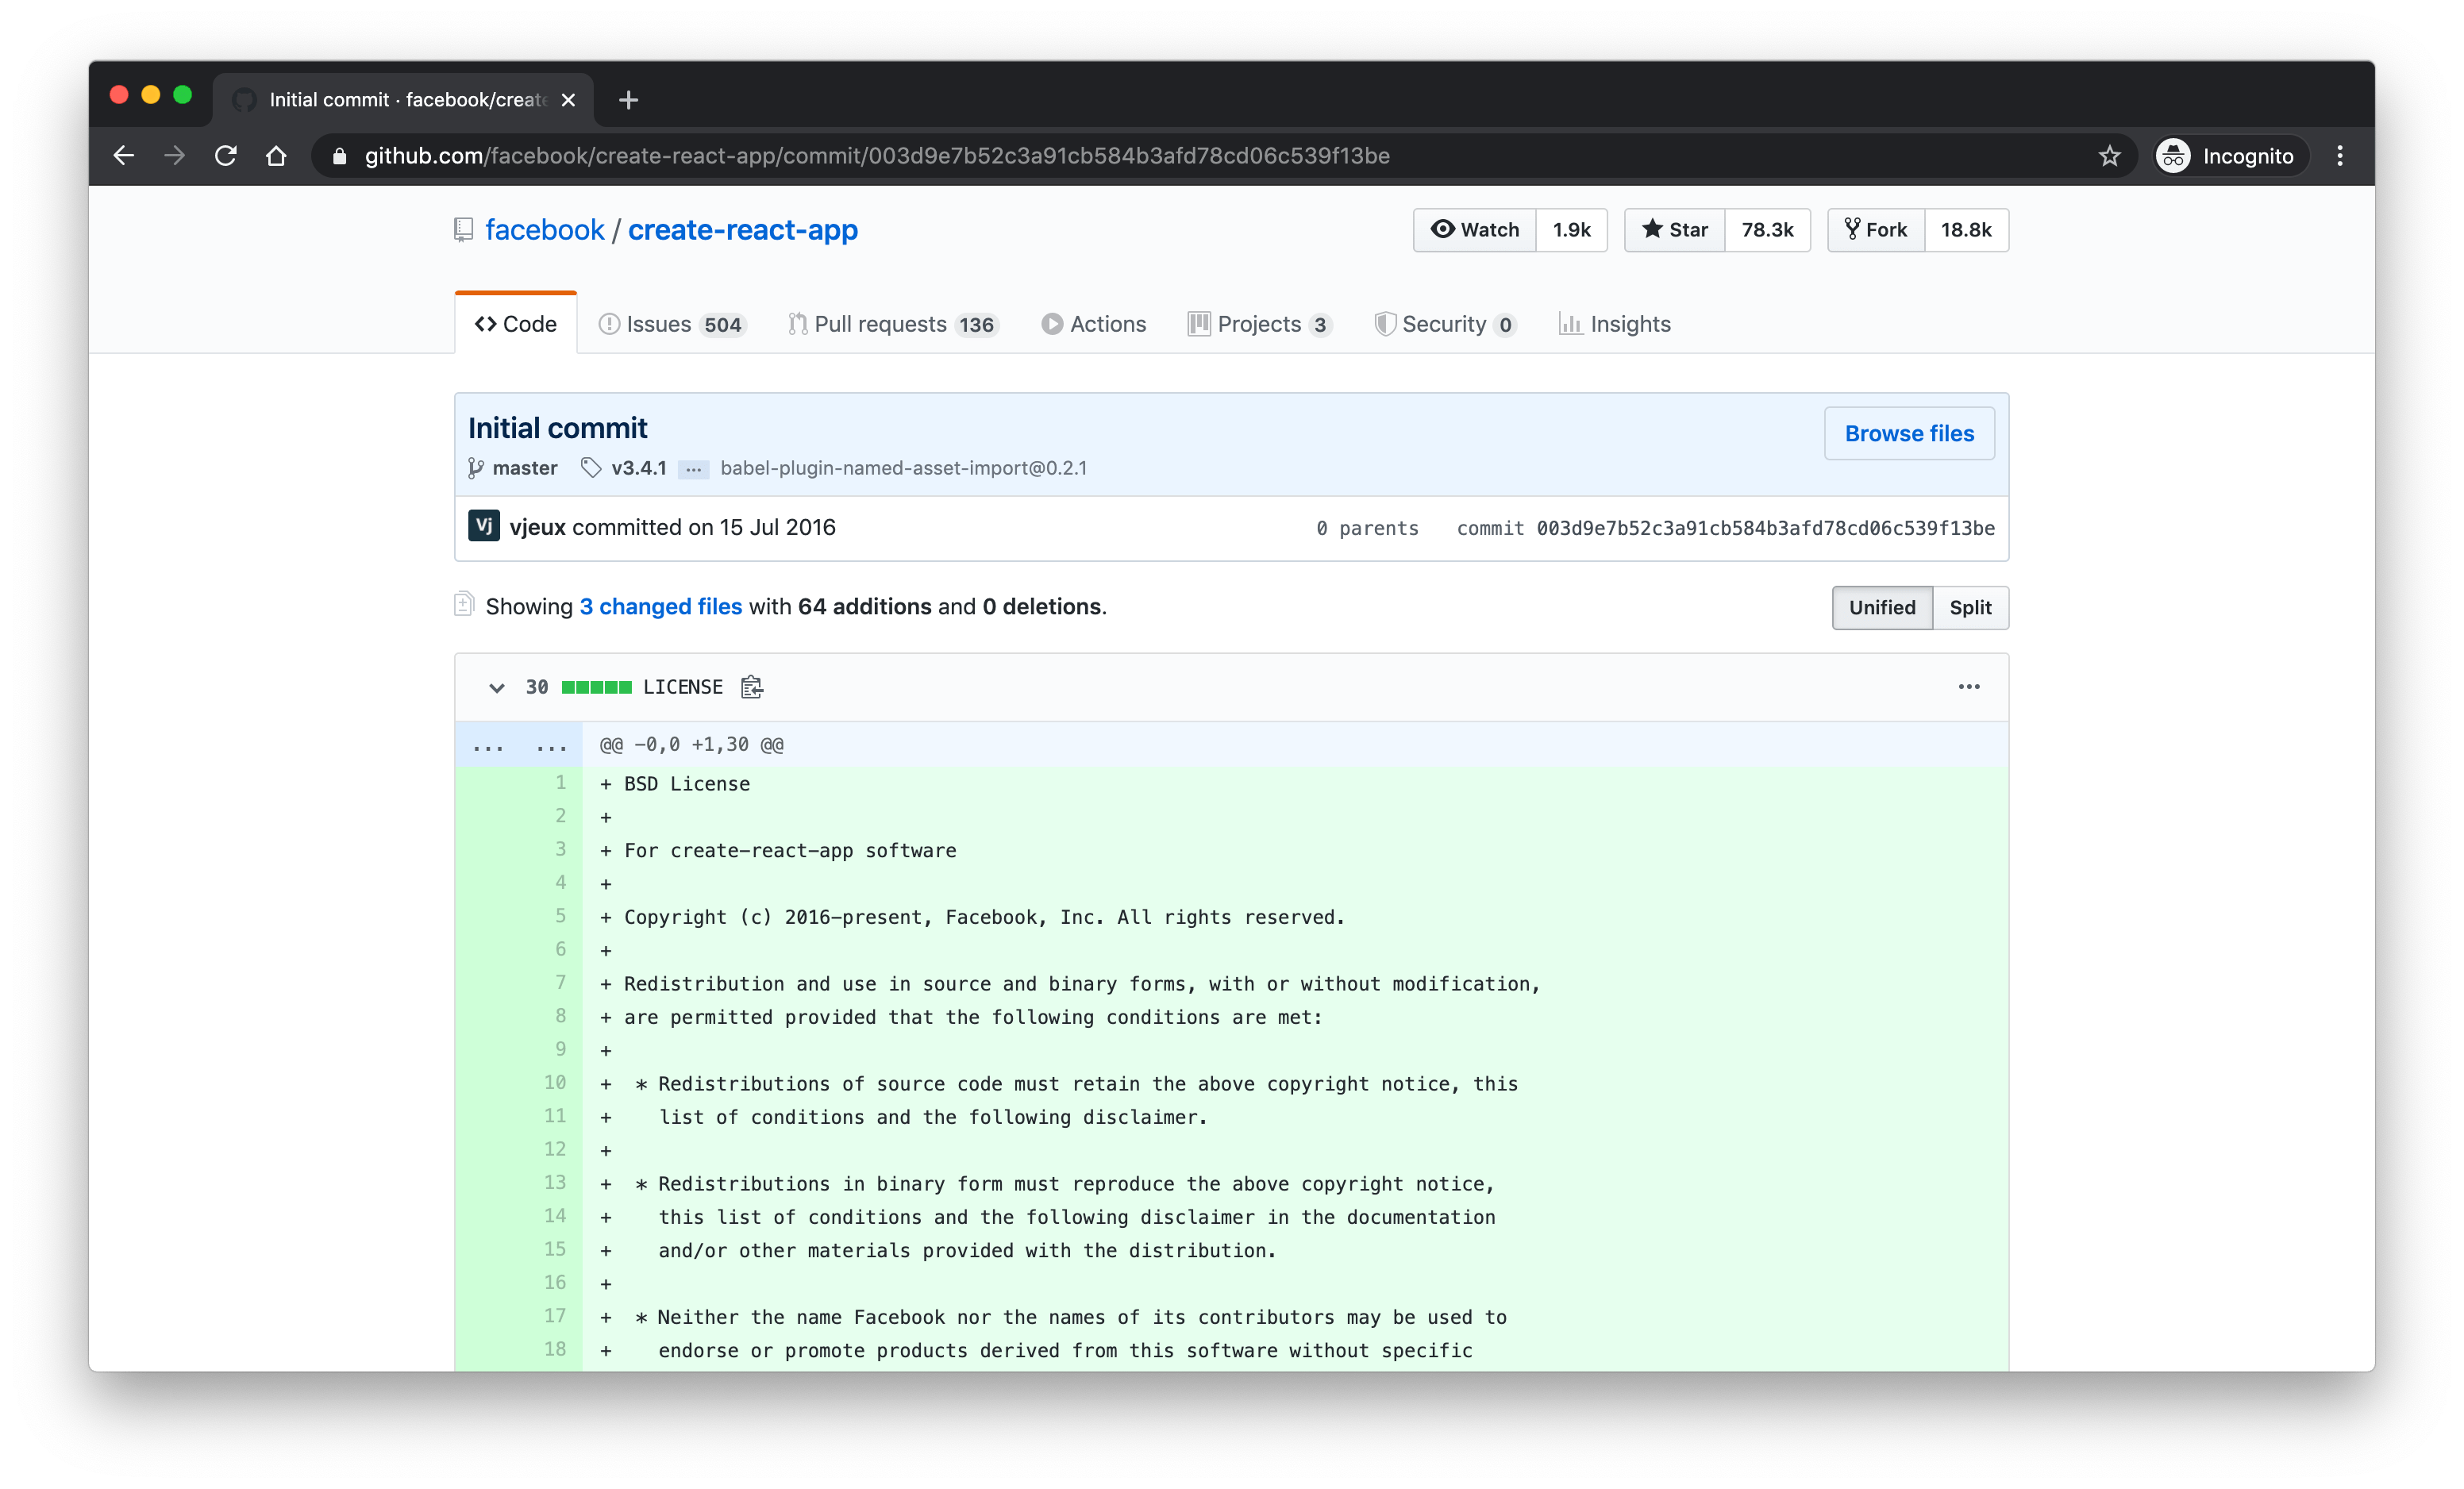 Initial commit · facebook/create
github.com/facebook/create-react-app/commit/003d9e7b52c3a91cb584b3afd78cd06c539f13be
Incognito
facebook / create-react-app
Watch 1.9k Star 78.3k Fork 18.8k
Code Issues 504 Pull requests 136 Actions Projects 3 Security 0 Insights
Initial commit
Browse files
master v3.4.1 ... babel-plugin-named-asset-import@0.2.1
Vj vjeux committed on 15 Jul 2016 0 parents commit 003d9e7b52c3a91cb584b3afd78cd06c539f13be
Showing 3 changed files with 64 additions and 0 deletions.
Unified Split
30 LICENSE
... ... @@ -0,0 +1,30 @@
1 + BSD License
2 +
3 + For create-react-app software
4 +
5 + Copyright (c) 2016-present, Facebook, Inc. All rights reserved.
6 +
7 + Redistribution and use in source and binary forms, with or without modification,
8 + are permitted provided that the following conditions are met:
9 +
10 + * Redistributions of source code must retain the above copyright notice, this
11 + list of conditions and the following disclaimer.
12 +
13 + * Redistributions in binary form must reproduce the above copyright notice,
14 + this list of conditions and the following disclaimer in the documentation
15 + and/or other materials provided with the distribution.
16 +
17 + * Neither the name Facebook nor the names of its contributors may be used to
18 + endorse or promote products derived from this software without specific